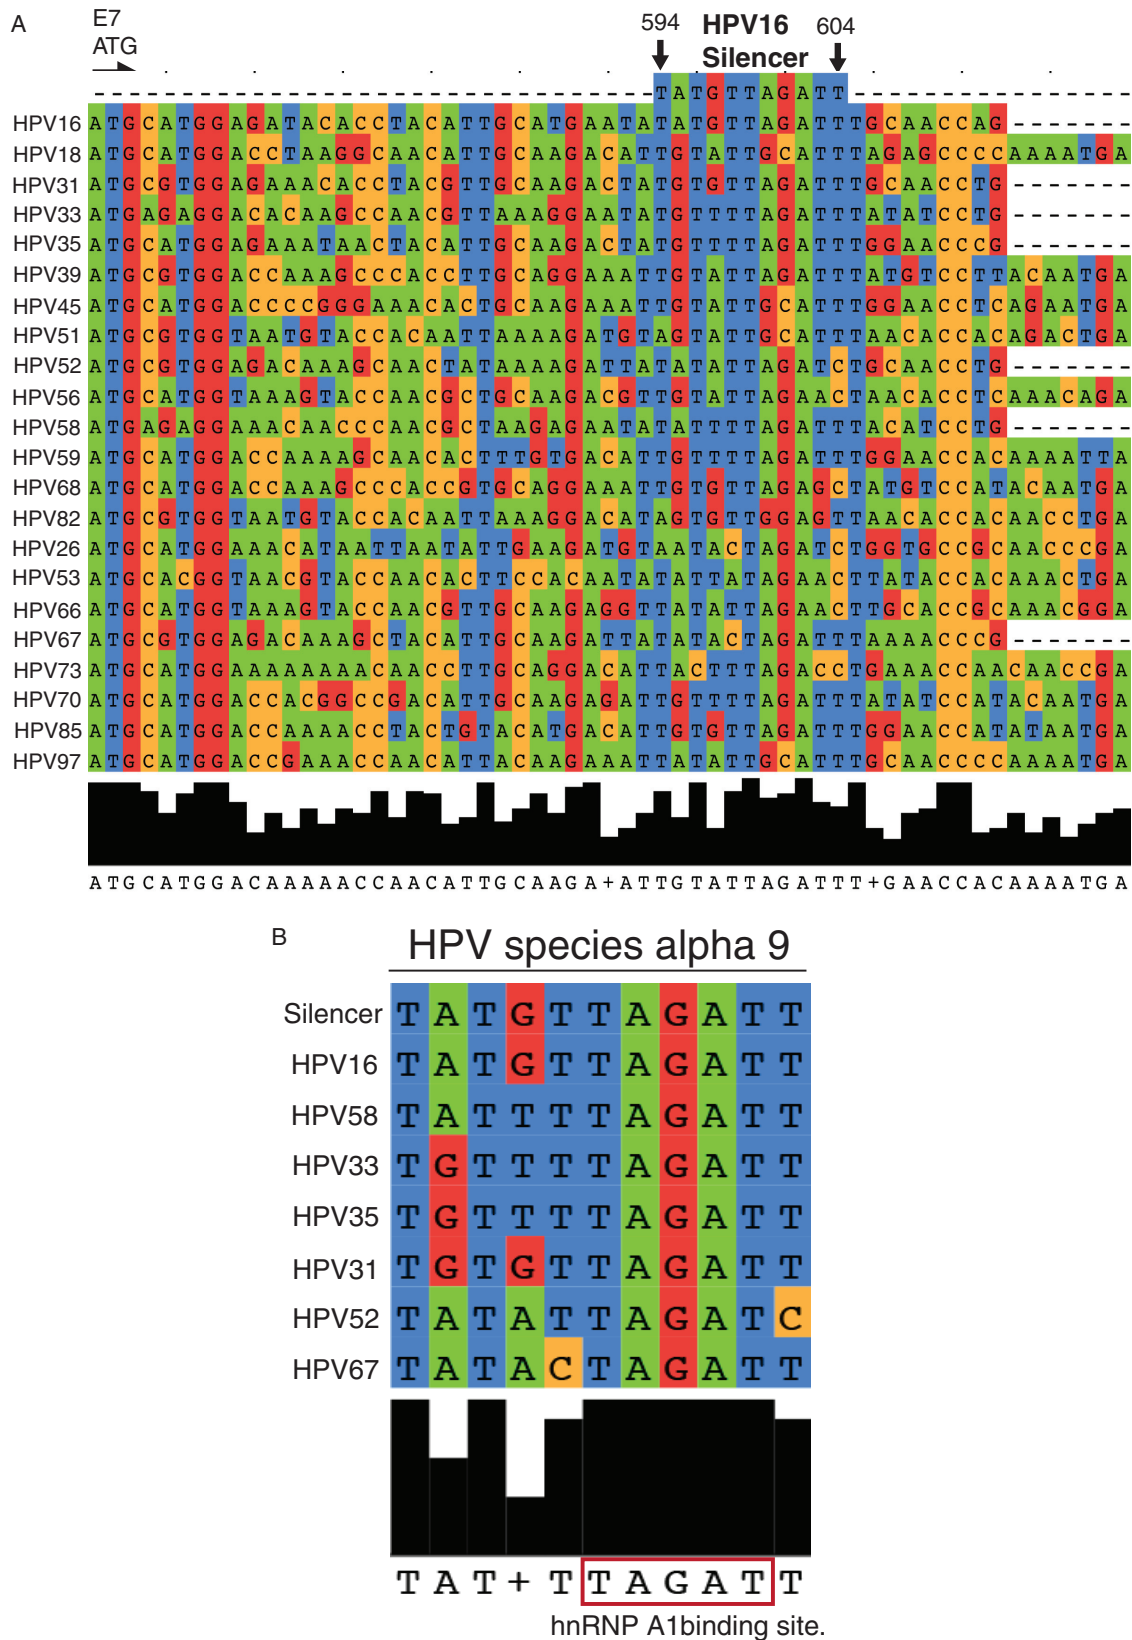 A
E7
ATG
594
HPV16
Silencer
604
--------------------------------TATGTTAGATT----------------
HPV16 ATGCATGGAGATACACCTACATTGCATGAATATATGTTAGATTTGCAACCAG-------
HPV18 ATGCATGGACCTAAGGCAACATTGCAAGACATTGTATTGCATTTAGAGCCCCAAAATGA
HPV31 ATGCGTGGAGAAACACCTACGTTGCAAGACTATGTGTTAGATTTGCAACCTG-------
HPV33 ATGAGAGGACACAAGCCAACGTTAAAGGAATATGTTTTAGATTTATATCCTG-------
HPV35 ATGCATGGAGAAATAACTACATTGCAAGACTATGTTTTAGATTTGGAACCCG-------
HPV39 ATGCGTGGACCAAAGCCCACCTTGCAGGAAATTGTATTAGATTTATGTCCTTACAATGA
HPV45 ATGCATGGACCCCGGGAAACACTGCAAGAAATTGTATTGCATTTGGAACCTCAGAATGA
HPV51 ATGCGTGGTAATGTACCACAATTAAAAGATGTAGTATTGCATTTAACACCACAGACTGA
HPV52 ATGCGTGGAGACAAAGCAACTATAAAAGATTATATATTAGATCTGCAACCTG-------
HPV56 ATGCATGGTAAAGTACCAACGCTGCAAGACGTTGTATTAGAACTAACACCTCAAACAGA
HPV58 ATGAGAGGAAACAACCCAACGCTAAGAGAATATATTTTAGATTTACATCCTG-------
HPV59 ATGCATGGACCAAAAGCAACACTTTGTGACATTGTTTTAGATTTGGAACCACAAAATTA
HPV68 ATGCATGGACCAAAGCCCACCGTGCAGGAAATTGTGTTAGAGCTATGTCCATACAATGA
HPV82 ATGCGTGGTAATGTACCACAATTAAAGGACATAGTGTTGGAGTTAACACCACAACCTGA
HPV26 ATGCATGGAAACATAATTAATATTGAAGATGTAATACTAGATCTGGTGCCGCAACCCGA
HPV53 ATGCACGGTAACGTACCAACACTTCCACAATATATTATAGAACTTATACCACAAACTGA
HPV66 ATGCATGGTAAAGTACCAACGTTGCAAGAGGTTATATTAGAACTTGCACCGCAAACGGA
HPV67 ATGCGTGGAGACAAAGCTACATTGCAAGATTATATACTAGATTTAAAACCCG-------
HPV73 ATGCATGGAAAAAAAACAACCTTGCAGGACATTACTTTAGACCTGAAACCAACAACCGA
HPV70 ATGCATGGACCACGGCCGACATTGCAAGAGATTGTTTTAGATTTATATCCATACAATGA
HPV85 ATGCATGGACCAAAACCTACTGTACATGACATTGTGTTAGATTTGGAACCATATAATGA
HPV97 ATGCATGGACCGAAACCAACATTACAAGAAATTATATTGCATTTGCAACCCCAAAATGA
ATGCATGGACAAAAACCAACATTGCAAGA+ATTGTATTAGATTT+GAACCACAAAATGA
B
HPV species alpha 9
Silencer TATGTTAGATT
HPV16 TATGTTAGATT
HPV58 TATTTTAGATT
HPV33 TGTTTTAGATT
HPV35 TGTTTTAGATT
HPV31 TGTGTTAGATT
HPV52 TATATTAGATC
HPV67 TATACTAGATT
TAT+TTAGATT
hnRNP A1binding site.